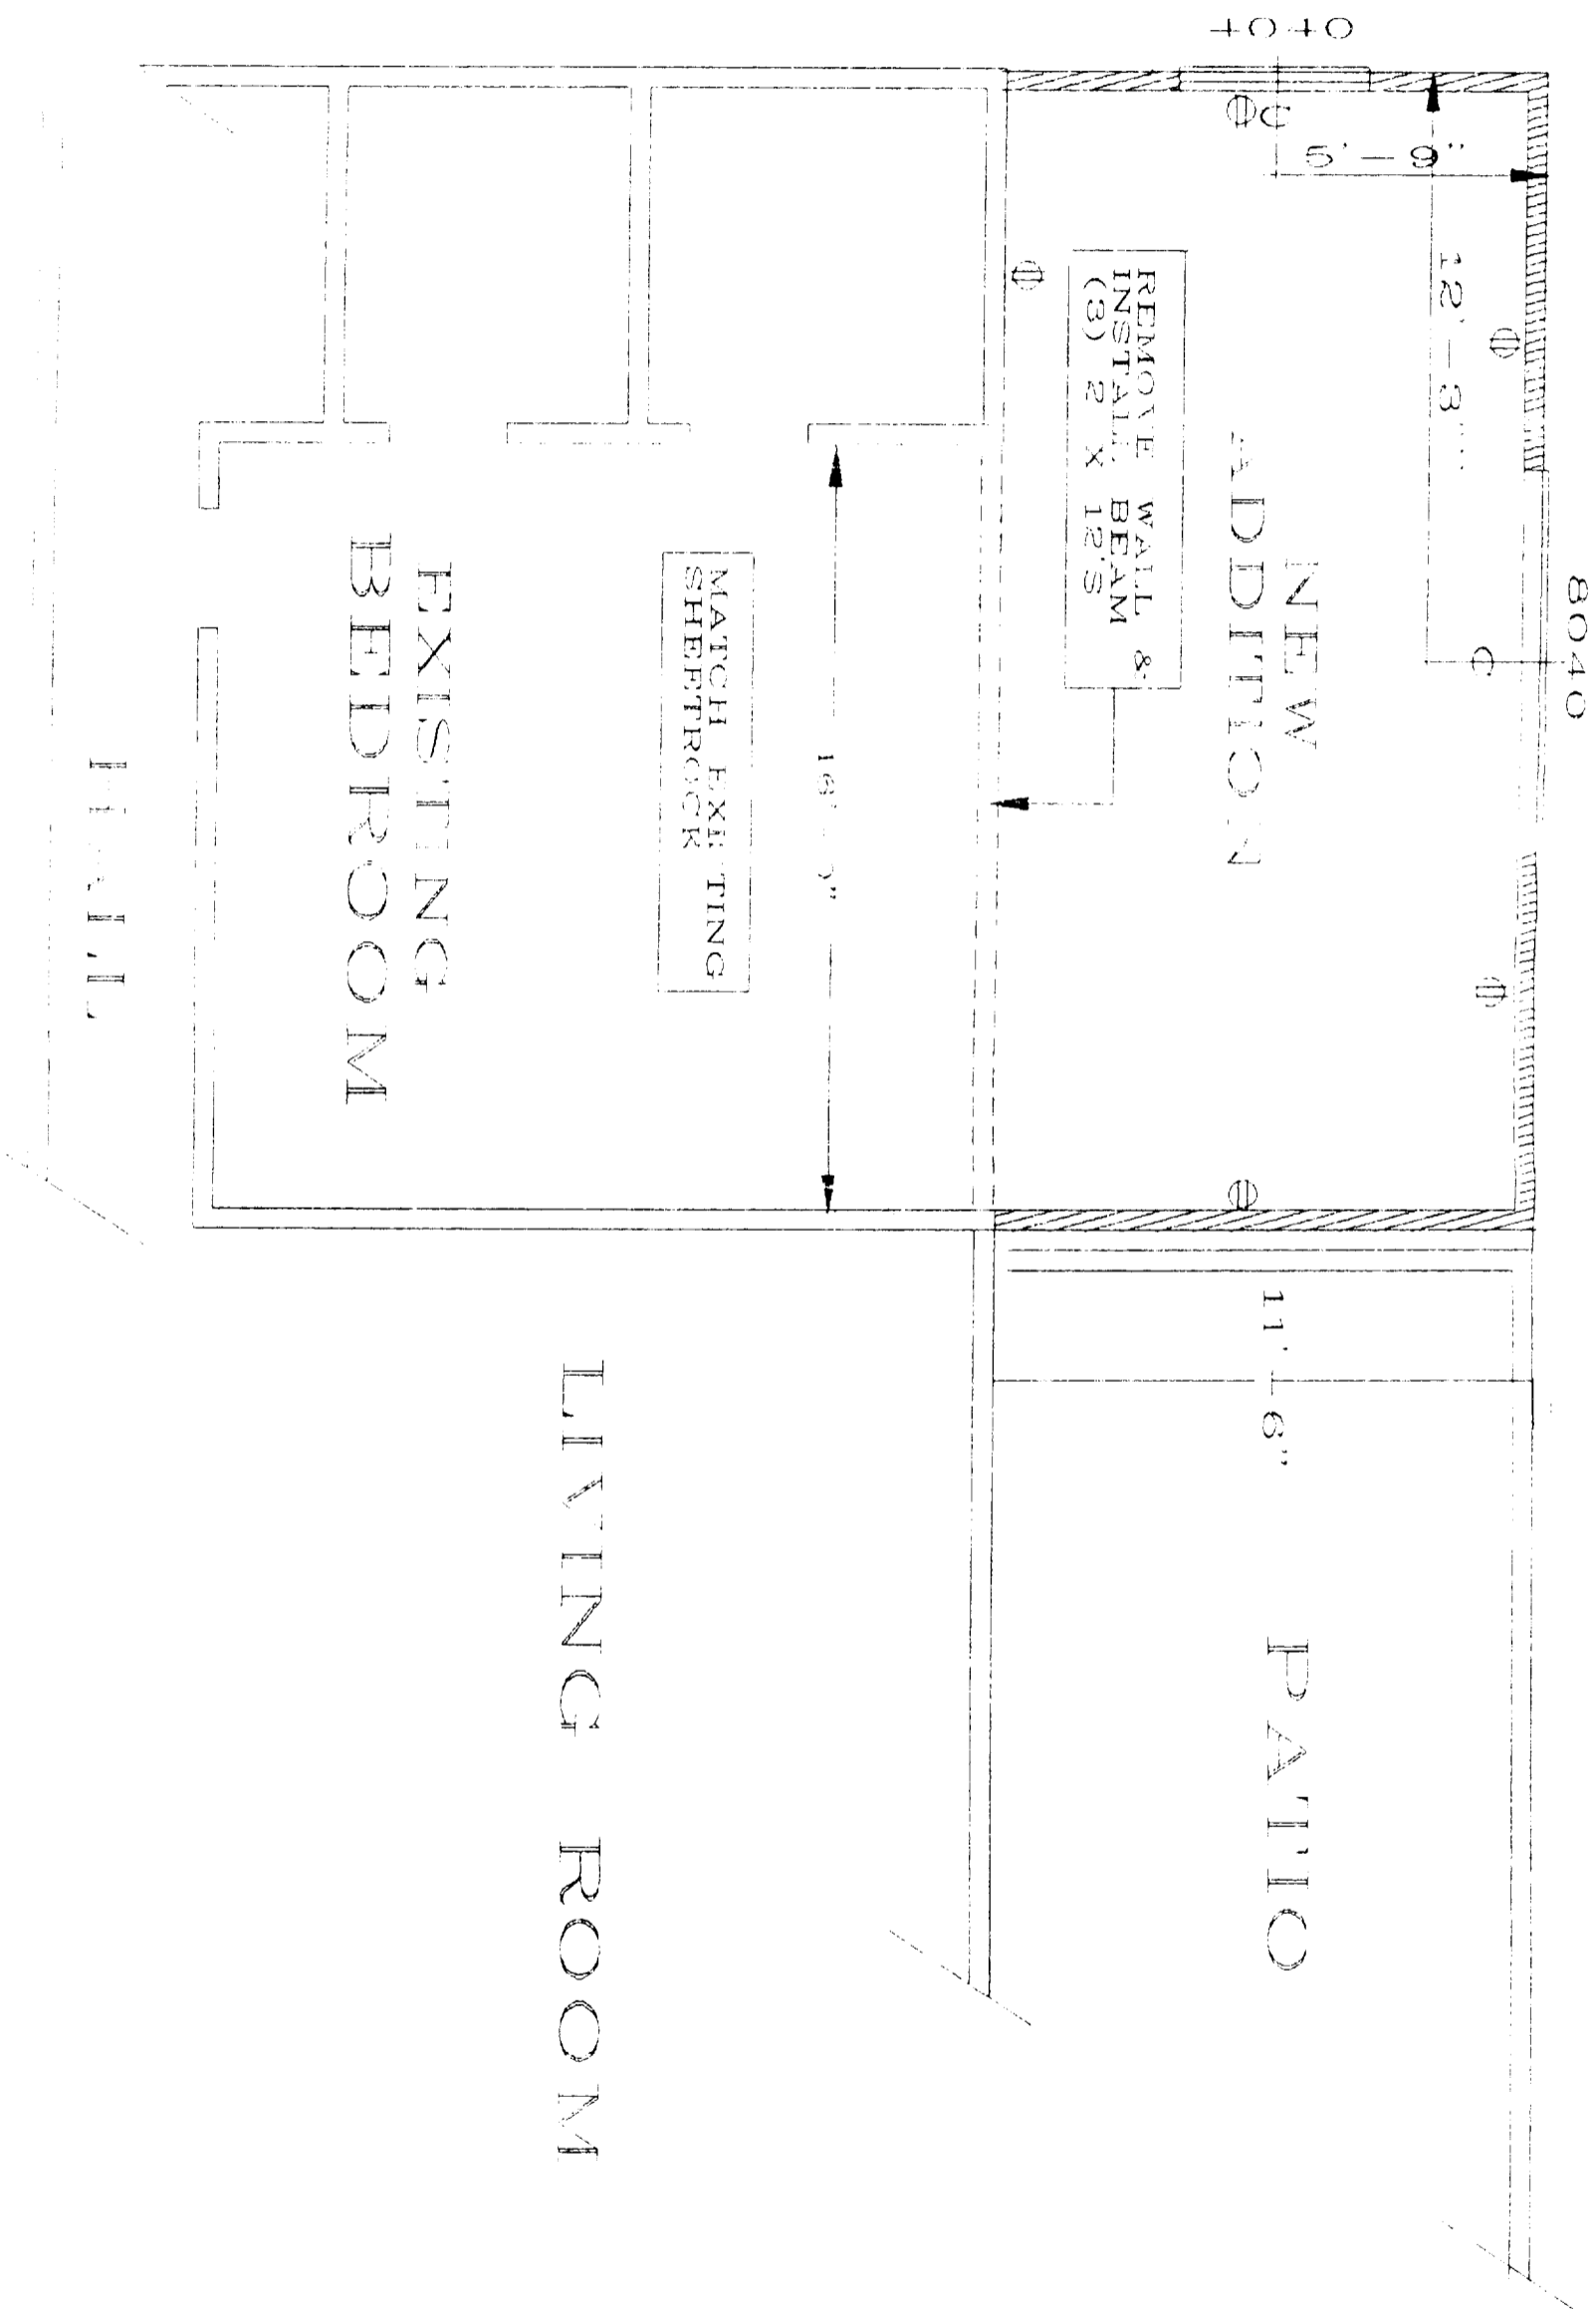 8040
4040
12'-3"
5'-9"
NEW
ADDITION
REMOVE WALL &
INSTALL BEAM
(3) 2 X 12'S
MATCH EXISTING
SHEETROCK
EXISTING
BEDROOM
HALL
11'-6"
PATIO
LIVING ROOM